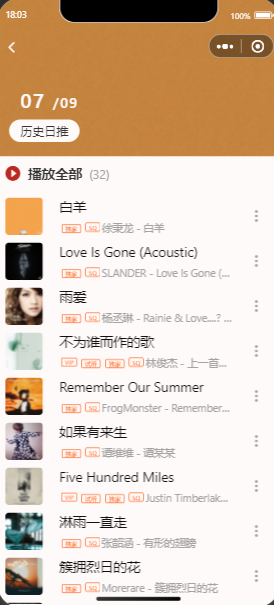 18:03
100%
07 /09
历史日推
播放全部 (32)
白羊
独家 SQ 徐秉龙 - 白羊
Love Is Gone (Acoustic)
独家 SQ SLANDER - Love Is Gone (...
雨爱
独家 SQ 杨丞琳 - Rainie & Love....? ...
不为谁而作的歌
VIP 试听 独家 SQ 林俊杰 - 上一首...
Remember Our Summer
独家 SQ FrogMonster - Remember...
如果有来生
独家 SQ 谭维维 - 谭某某
Five Hundred Miles
VIP 试听 独家 SQ Justin Timberlak...
淋雨一直走
独家 SQ 张韶涵 - 有形的翅膀
簇拥烈日的花
独家 SQ Morerare - 簇拥烈日的花